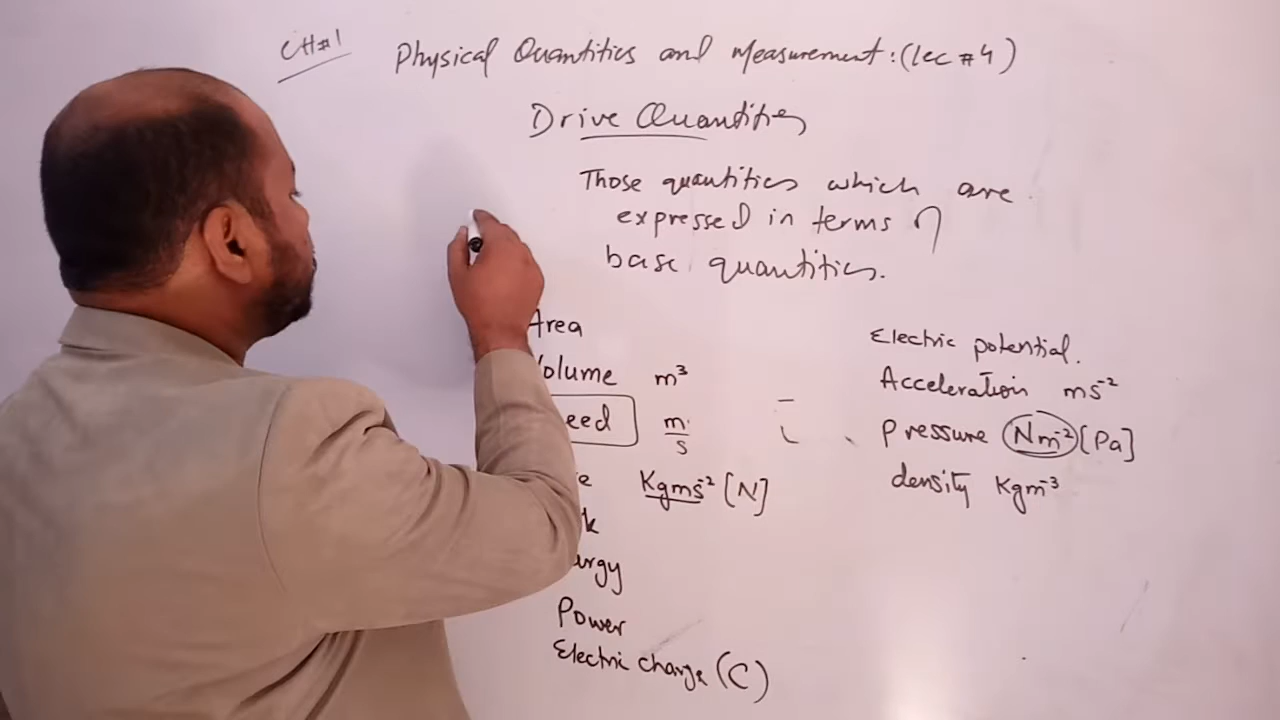 CH#1
Physical Quantities and Measurement: (lec #4)
Drive Quantities
Those quantities which are
expressed in terms of
base quantities.
Area
Volume m³
eed m/s
e Kgms⁻² [N]
k
ergy
Power
Electric charge (C)
Electric potential.
Acceleration ms⁻²
Pressure Nm⁻² [Pa]
density Kgm⁻³